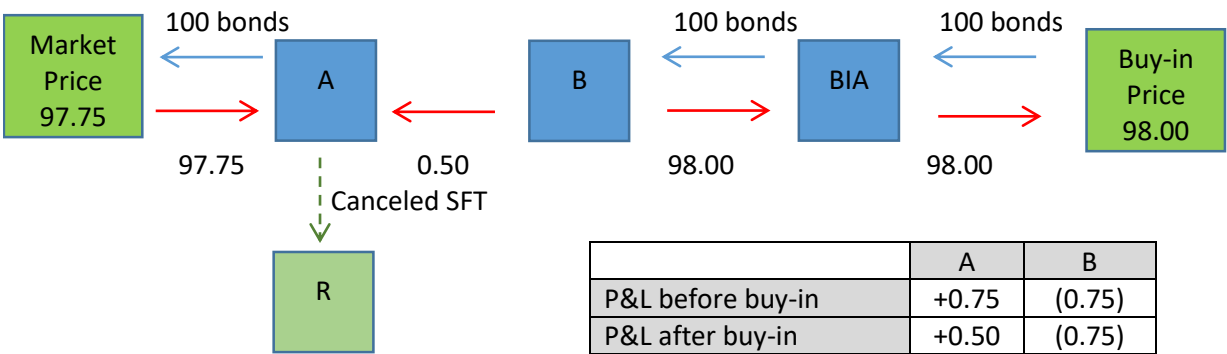 100 bonds
100 bonds
100 bonds
Market
Price
97.75
A
B
BIA
Buy-in
Price
98.00
97.75
0.50
98.00
98.00
Canceled SFT
R
A B
P&L before buy-in +0.75 (0.75)
P&L after buy-in +0.50 (0.75)